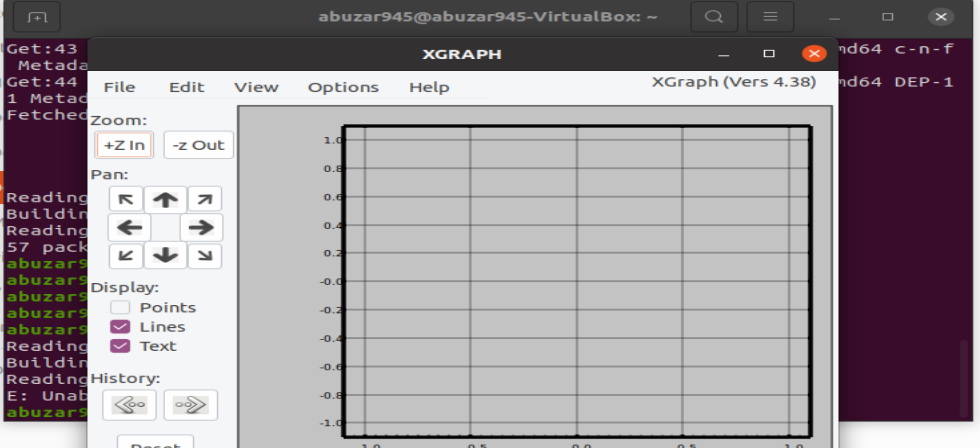 abuzar945@abuzar945-VirtualBox: ~
Get:43
md64 c-n-f
Metada
Get:44
md64 DEP-1
1 Metad
Fetched
Reading
Buildin
Reading
57 pack
abuzar9
abuzar9
abuzar9
abuzar9
abuzar9
Reading
Buildin
Reading
E: Unab
abuzar9
XGRAPH
File Edit View Options Help
XGraph (Vers 4.38)
Zoom:
+Z In -z Out
Pan:
Display:
Points
Lines
Text
History:
Reset
1.0
0.8
0.6
0.4
0.2
-0.0
-0.2
-0.4
-0.6
-0.8
-1.0